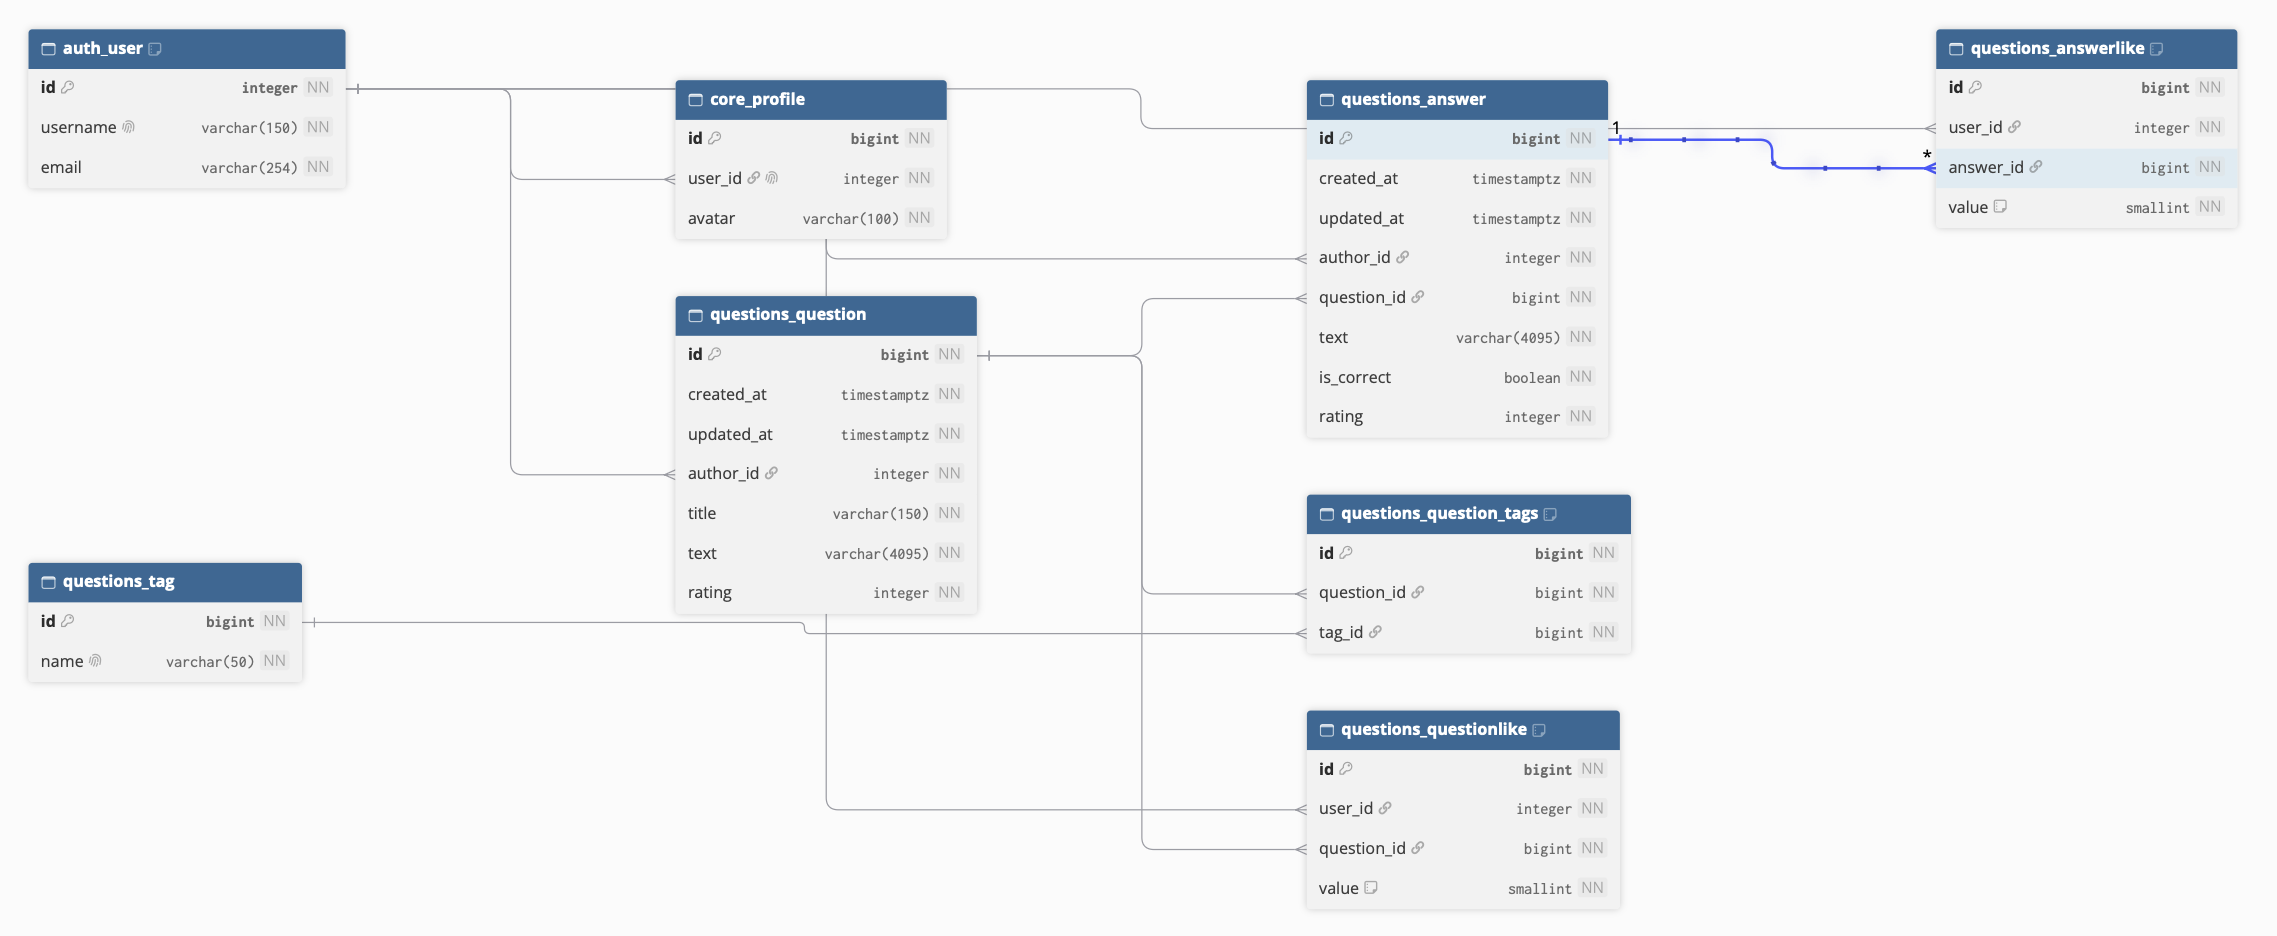 auth_user
id integer NN
username varchar(150) NN
email varchar(254) NN
core_profile
id bigint NN
user_id integer NN
avatar varchar(100) NN
questions_answer
id bigint NN
created_at timestamptz NN
updated_at timestamptz NN
author_id integer NN
question_id bigint NN
text varchar(4095) NN
is_correct boolean NN
rating integer NN
1
*
questions_answerlike
id bigint NN
user_id integer NN
answer_id bigint NN
value smallint NN
questions_question
id bigint NN
created_at timestamptz NN
updated_at timestamptz NN
author_id integer NN
title varchar(150) NN
text varchar(4095) NN
rating integer NN
questions_question_tags
id bigint NN
question_id bigint NN
tag_id bigint NN
questions_tag
id bigint NN
name varchar(50) NN
questions_questionlike
id bigint NN
user_id integer NN
question_id bigint NN
value smallint NN